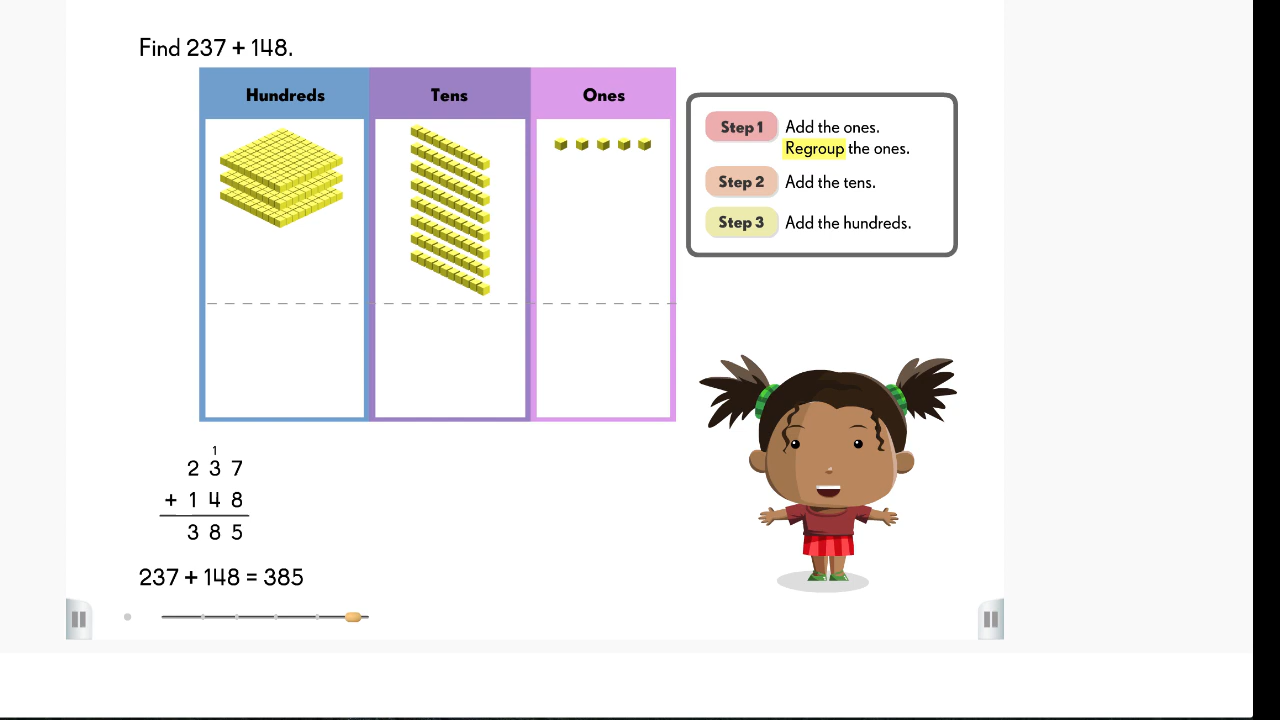 Find 237 + 148.
Hundreds Tens Ones
Step 1 Add the ones.
Regroup the ones.
Step 2 Add the tens.
Step 3 Add the hundreds.
1
2 3 7
+ 1 4 8
3 8 5
237 + 148 = 385